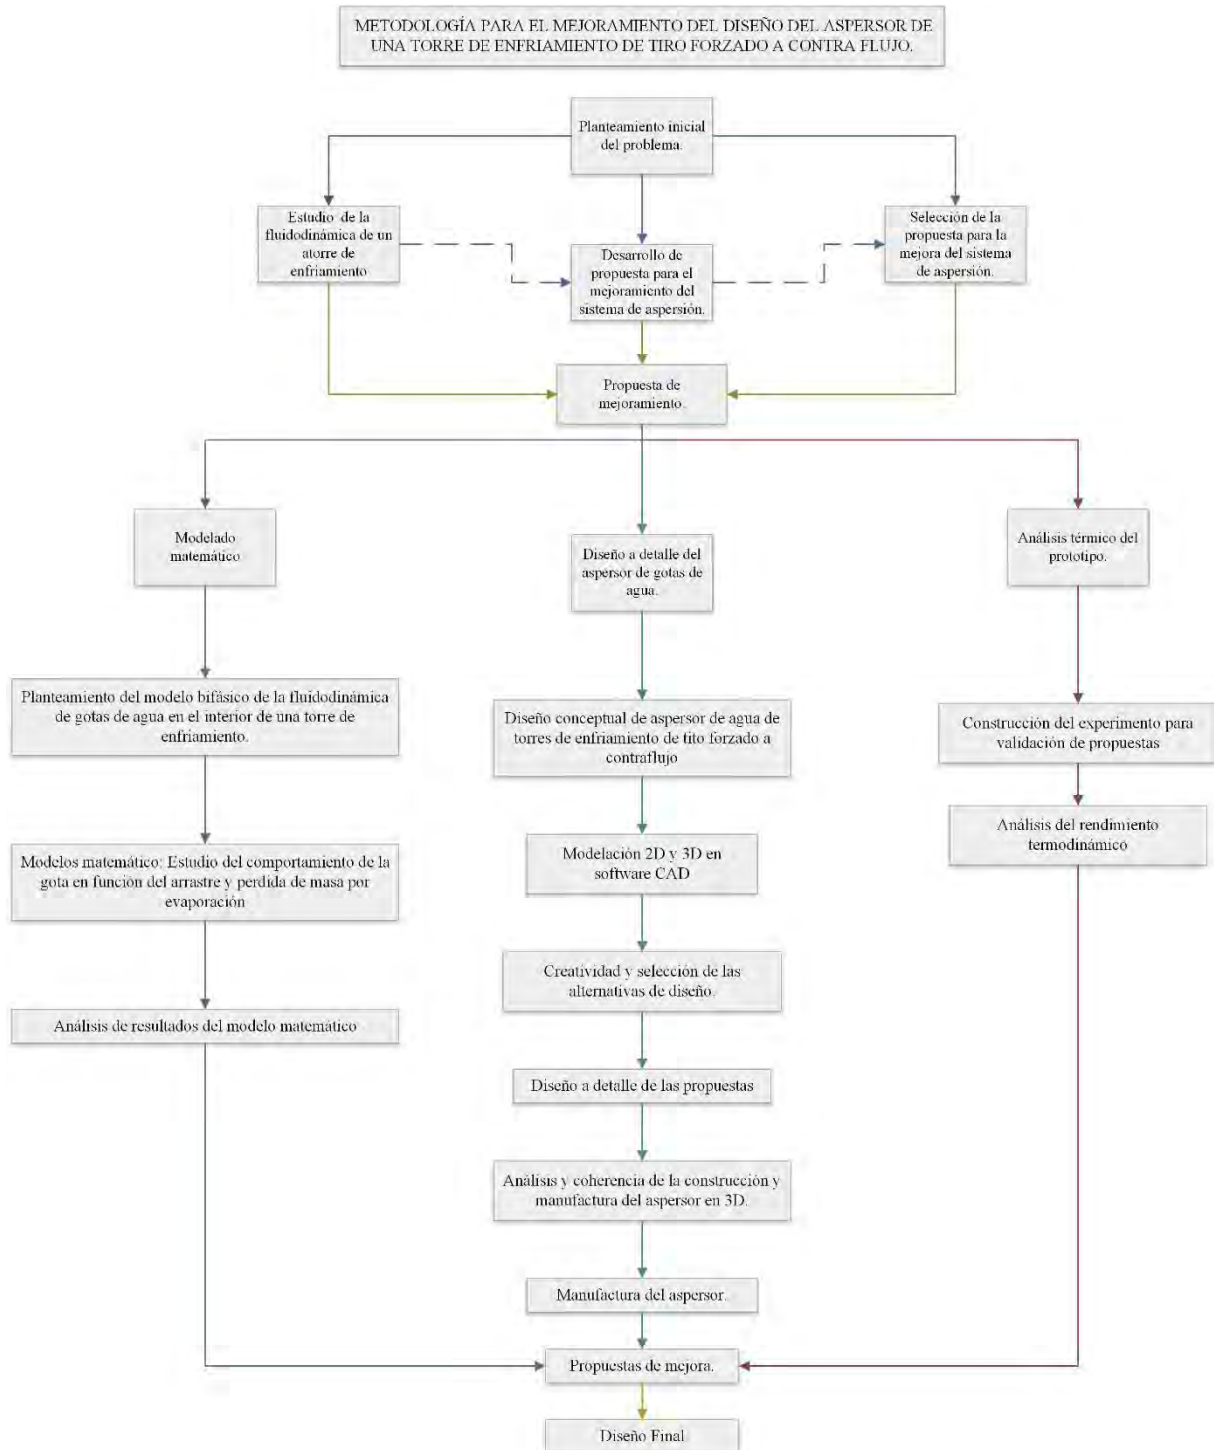 METODOLOGÍA PARA EL MEJORAMIENTO DEL DISEÑO DEL ASPERSOR DE
UNA TORRE DE ENFRIAMIENTO DE TIRO FORZADO A CONTRA FLUJO.
Planteamiento inicial
del problema.
Estudio de la
fluidodinámica de un
atorre de
enfriamiento
Desarrollo de
propuesta para el
mejoramiento del
sistema de aspersión.
Selección de la
propuesta para la
mejora del sistema
de aspersión.
Propuesta de
mejoramiento.
Modelado
matemático
Diseño a detalle del
aspersor de gotas de
agua.
Análisis térmico del
prototipo.
Planteamiento del modelo bifásico de la fluidodinámica
de gotas de agua en el interior de una torre de
enfriamiento.
Diseño conceptual de aspersor de agua de
torres de enfriamiento de tito forzado a
contraflujo
Construcción del experimento para
validación de propuestas
Modelos matemático: Estudio del comportamiento de la
gota en función del arrastre y perdida de masa por
evaporación
Modelación 2D y 3D en
software CAD
Análisis del rendimiento
termodinámico
Creatividad y selección de las
alternativas de diseño.
Análisis de resultados del modelo matemático
Diseño a detalle de las propuestas
Análisis y coherencia de la construcción y
manufactura del aspersor en 3D.
Manufactura del aspersor.
Propuestas de mejora.
Diseño Final